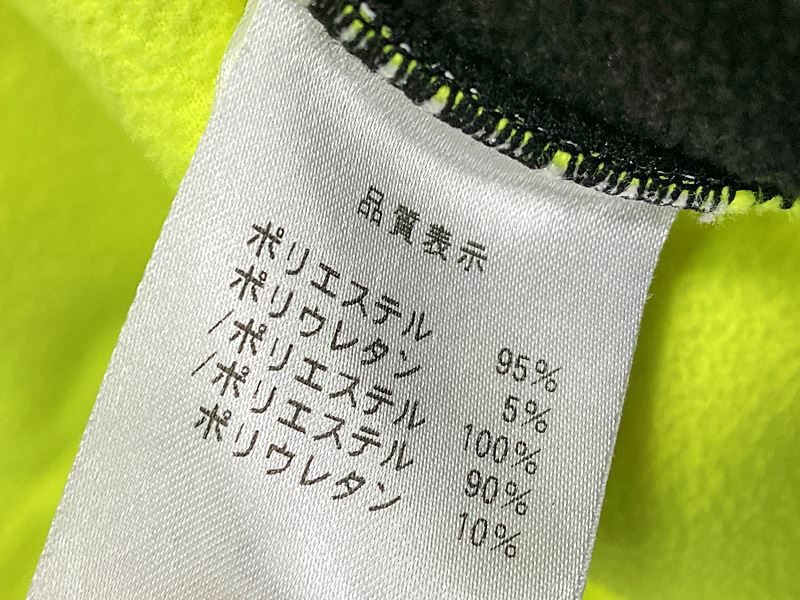 品質表示
ポリエステル 95%
ポリウレタン 5%
/ポリエステル 100%
/ポリエステル 90%
ポリウレタン 10%